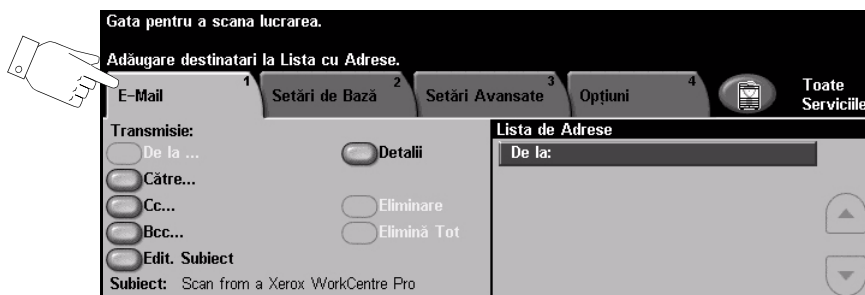 Gata pentru a scana lucrarea.
Adăugare destinatari la Lista cu Adrese.
E-Mail 1
Setări de Bază 2
Setări Avansate 3
Opțiuni 4
Toate Serviciile
Transmisie:
De la ...
Detalii
Către...
Cc...
Eliminare
Bcc...
Elimină Tot
Edit. Subiect
Subiect: Scan from a Xerox WorkCentre Pro
Lista de Adrese
De la: